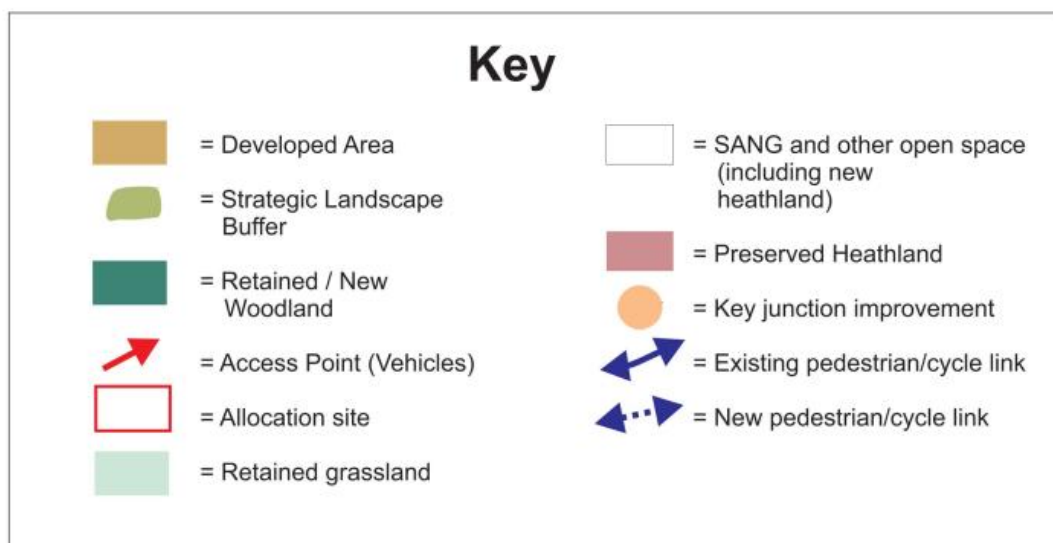 Key
= Developed Area
= Strategic Landscape
Buffer
= Retained / New
Woodland
= Access Point (Vehicles)
= Allocation site
= Retained grassland
= SANG and other open space
(including new
heathland)
= Preserved Heathland
= Key junction improvement
= Existing pedestrian/cycle link
= New pedestrian/cycle link